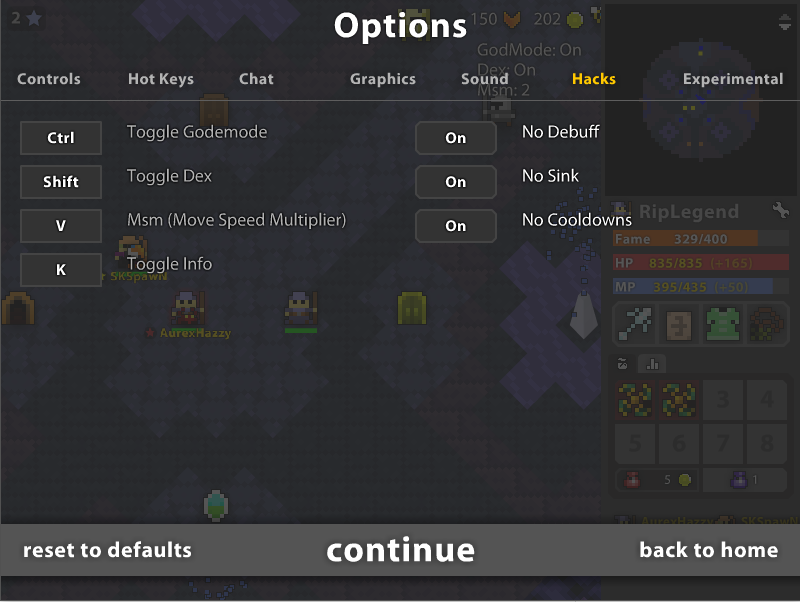 2
150
202
Options
GodMode: On
Dex: On
Msm: 2
Controls
Hot Keys
Chat
Graphics
Sound
Hacks
Experimental
Ctrl
Toggle Godemode
On
No Debuff
Shift
Toggle Dex
On
No Sink
V
Msm (Move Speed Multiplier)
On
No Cooldowns
K
Toggle Info
RipLegend
Fame 329/400
HP 835/835 (+165)
MP 395/435 (+50)
SKSpawN
AurexHazzy
3
4
5
6
7
8
5
1
AurexHazzy
SKSpawN
reset to defaults
continue
back to home